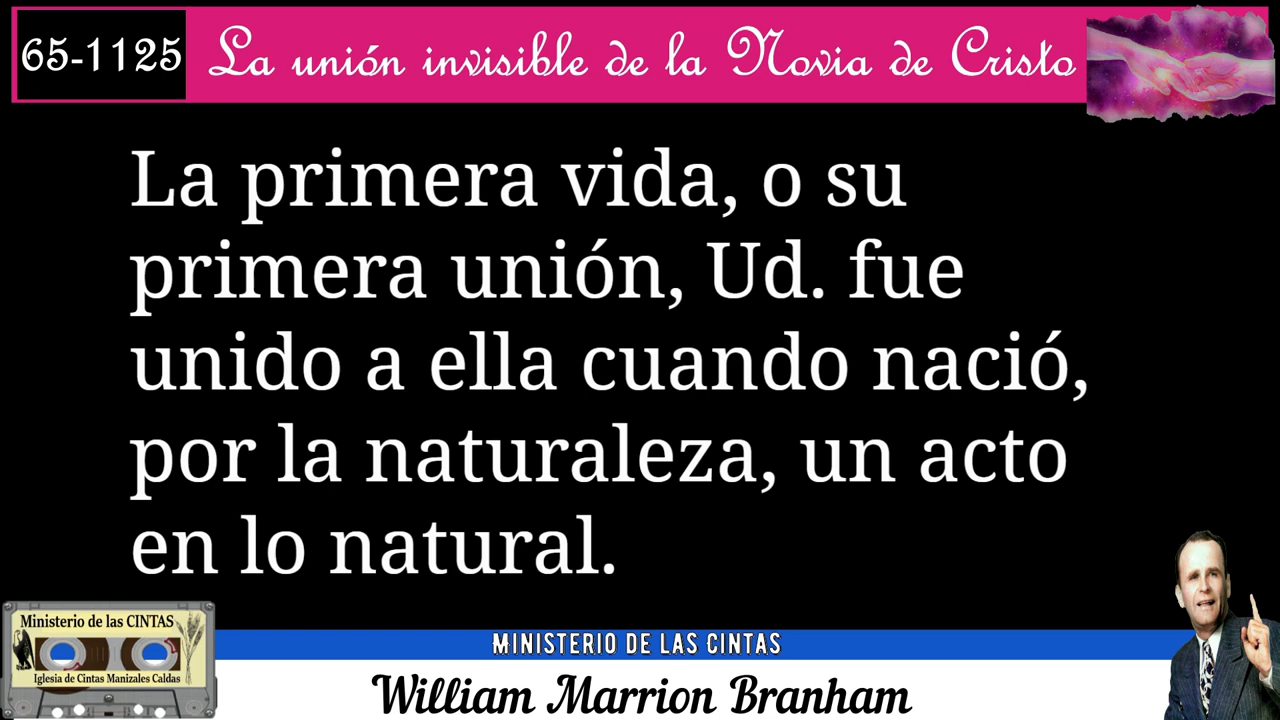 65-1125 La unión invisible de la Novia de Cristo
La primera vida, o su
primera unión, Ud. fue
unido a ella cuando nació,
por la naturaleza, un acto
en lo natural.
Ministerio de las CINTAS
Iglesia de Cintas Manizales Caldas
MINISTERIO DE LAS CINTAS
William Marrion Branham